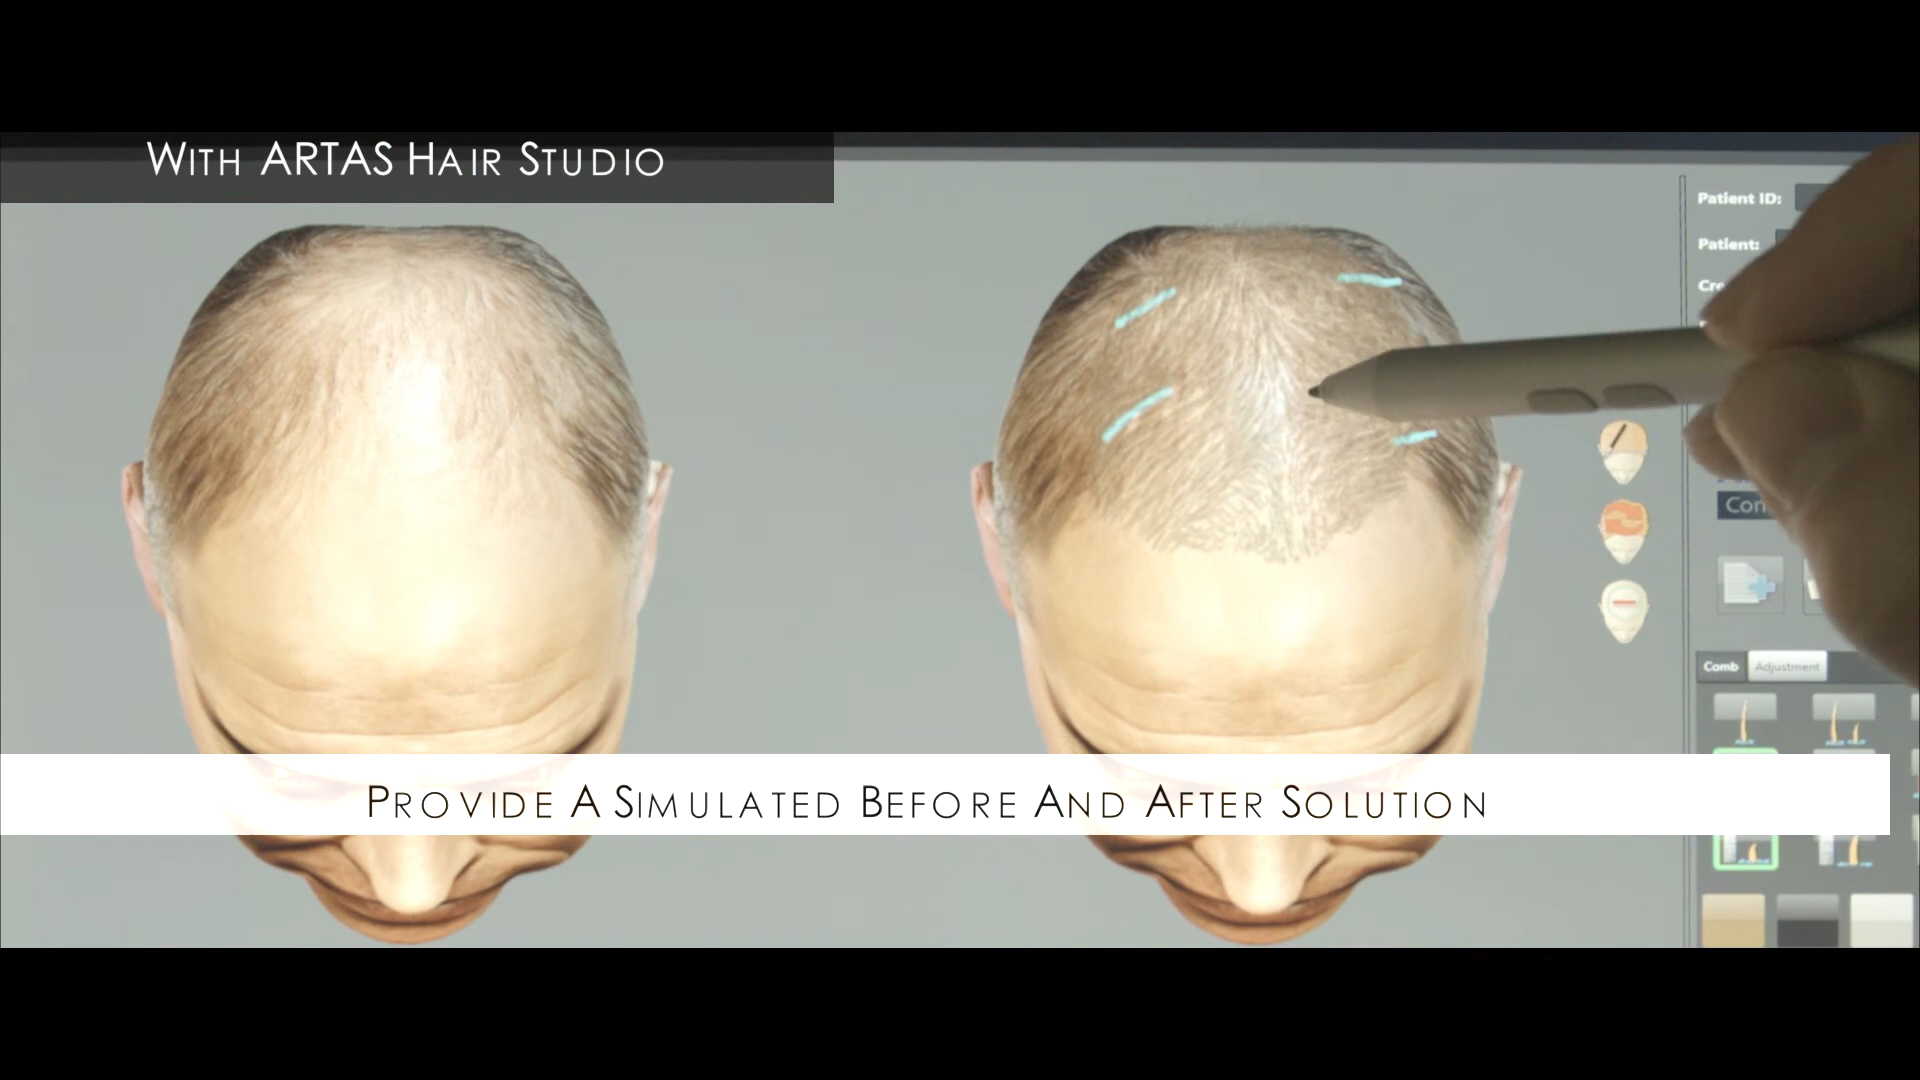 With ARTAS Hair Studio
Patient ID:
Patient:
Comb Adjustment
Provide A Simulated Before And After Solution